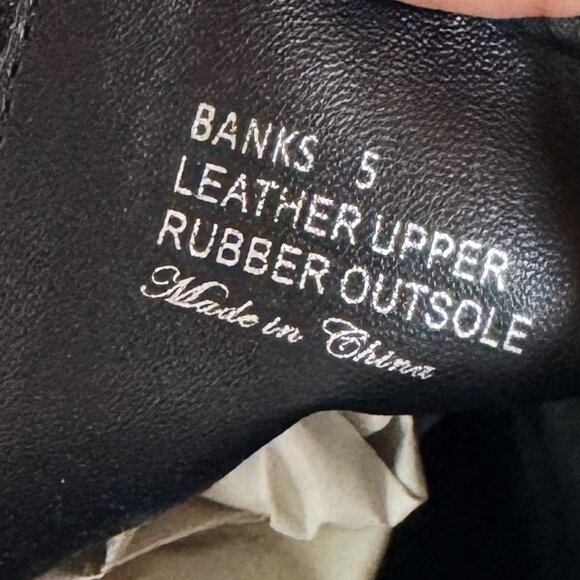 BANKS 5
LEATHER UPPER
RUBBER OUTSOLE
Made in China